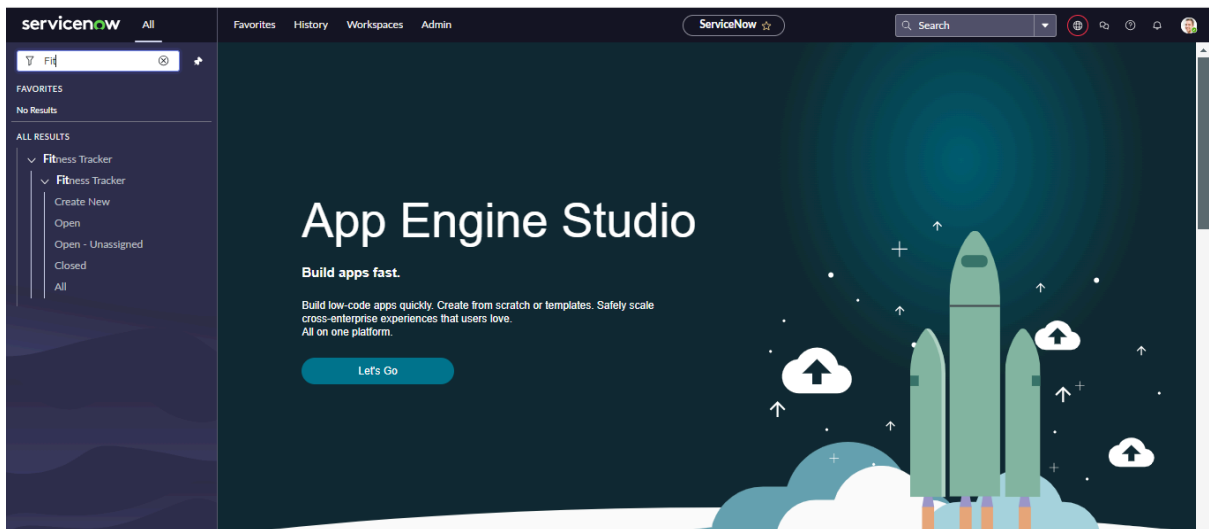 servicenow All Favorites History Workspaces Admin ServiceNow Search
Fit
FAVORITES
No Results
ALL RESULTS
Fitness Tracker
Fitness Tracker
Create New
Open
Open - Unassigned
Closed
All
App Engine Studio
Build apps fast.
Build low-code apps quickly. Create from scratch or templates. Safely scale
cross-enterprise experiences that users love.
All on one platform.
Let's Go